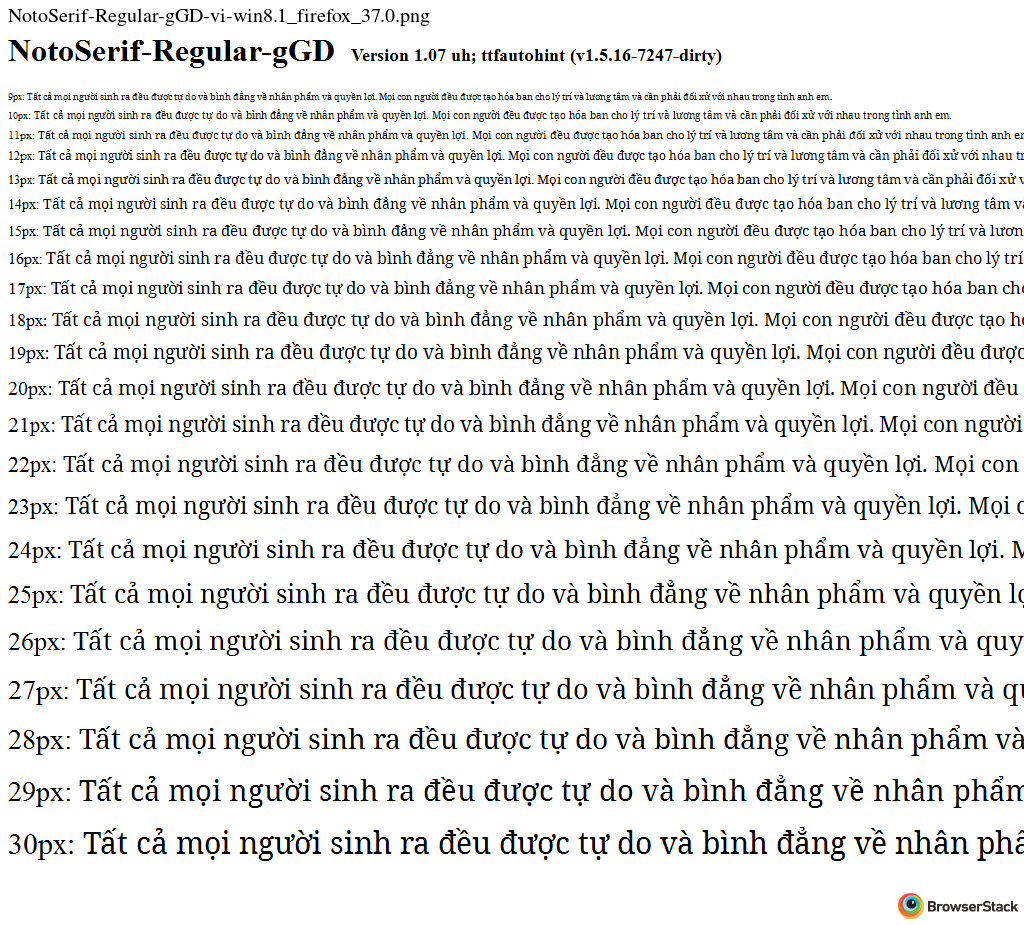 NotoSerif-Regular-gGD-vi-win8.1_firefox_37.0.png
NotoSerif-Regular-gGD Version 1.07 uh; ttfautohint (v1.5.16-7247-dirty)
9px: Tất cả mọi người sinh ra đều được tự do và bình đẳng về nhân phẩm và quyền lợi. Mọi con người đều được tạo hóa ban cho lý trí và lương tâm và cần phải đối xử với nhau trong tình anh em.
10px: Tất cả mọi người sinh ra đều được tự do và bình đẳng về nhân phẩm và quyền lợi. Mọi con người đều được tạo hóa ban cho lý trí và lương tâm và cần phải đối xử với nhau trong tình anh em.
11px: Tất cả mọi người sinh ra đều được tự do và bình đẳng về nhân phẩm và quyền lợi. Mọi con người đều được tạo hóa ban cho lý trí và lương tâm và cần phải đối xử với nhau trong tình anh e
12px: Tất cả mọi người sinh ra đều được tự do và bình đẳng về nhân phẩm và quyền lợi. Mọi con người đều được tạo hóa ban cho lý trí và lương tâm và cần phải đối xử với nhau t
13px: Tất cả mọi người sinh ra đều được tự do và bình đẳng về nhân phẩm và quyền lợi. Mọi con người đều được tạo hóa ban cho lý trí và lương tâm và cần phải đối xử v
14px: Tất cả mọi người sinh ra đều được tự do và bình đẳng về nhân phẩm và quyền lợi. Mọi con người đều được tạo hóa ban cho lý trí và lương tâm v
15px: Tất cả mọi người sinh ra đều được tự do và bình đẳng về nhân phẩm và quyền lợi. Mọi con người đều được tạo hóa ban cho lý trí và lươn
16px: Tất cả mọi người sinh ra đều được tự do và bình đẳng về nhân phẩm và quyền lợi. Mọi con người đều được tạo hóa ban cho lý trí
17px: Tất cả mọi người sinh ra đều được tự do và bình đẳng về nhân phẩm và quyền lợi. Mọi con người đều được tạo hóa ban ch
18px: Tất cả mọi người sinh ra đều được tự do và bình đẳng về nhân phẩm và quyền lợi. Mọi con người đều được tạo h
19px: Tất cả mọi người sinh ra đều được tự do và bình đẳng về nhân phẩm và quyền lợi. Mọi con người đều được
20px: Tất cả mọi người sinh ra đều được tự do và bình đẳng về nhân phẩm và quyền lợi. Mọi con người đều
21px: Tất cả mọi người sinh ra đều được tự do và bình đẳng về nhân phẩm và quyền lợi. Mọi con người
22px: Tất cả mọi người sinh ra đều được tự do và bình đẳng về nhân phẩm và quyền lợi. Mọi con
23px: Tất cả mọi người sinh ra đều được tự do và bình đẳng về nhân phẩm và quyền lợi. Mọi c
24px: Tất cả mọi người sinh ra đều được tự do và bình đẳng về nhân phẩm và quyền lợi. M
25px: Tất cả mọi người sinh ra đều được tự do và bình đẳng về nhân phẩm và quyền lợ
26px: Tất cả mọi người sinh ra đều được tự do và bình đẳng về nhân phẩm và quy
27px: Tất cả mọi người sinh ra đều được tự do và bình đẳng về nhân phẩm và q
28px: Tất cả mọi người sinh ra đều được tự do và bình đẳng về nhân phẩm và
29px: Tất cả mọi người sinh ra đều được tự do và bình đẳng về nhân phẩm
30px: Tất cả mọi người sinh ra đều được tự do và bình đẳng về nhân phẩ
BrowserStack